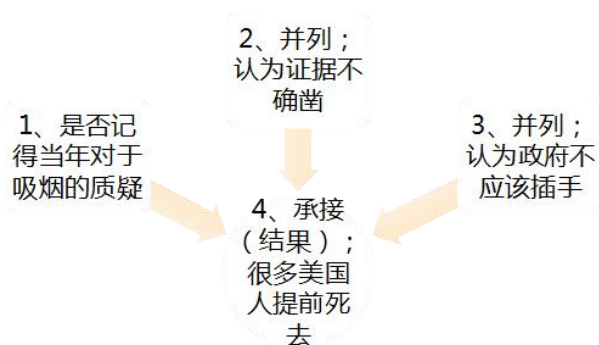 1、是否记
得当年对于
吸烟的质疑
2、并列；
认为证据不
确凿
3、并列；
认为政府不
应该插手
4、承接
（结果）；
很多美国
人提前死
去